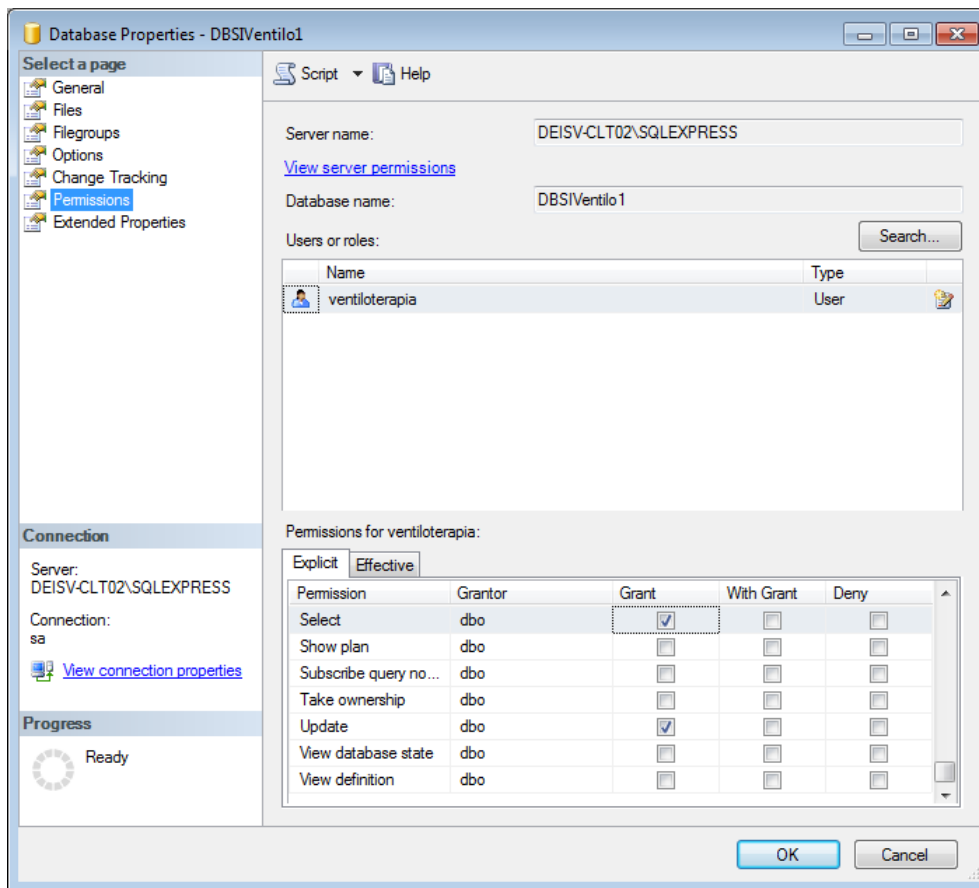 Database Properties - DBSIVentilo1
Select a page
General
Files
Filegroups
Options
Change Tracking
Permissions
Extended Properties
Script
Help
Server name:
DEISV-CLT02\SQLEXPRESS
View server permissions
Database name:
DBSIVentilo1
Users or roles:
Search...
Name Type
ventiloterapia User
Connection
Server:
DEISV-CLT02\SQLEXPRESS
Connection:
sa
View connection properties
Progress
Ready
Permissions for ventiloterapia:
Explicit Effective
Permission Grantor Grant With Grant Deny
Select dbo
Show plan dbo
Subscribe query no... dbo
Take ownership dbo
Update dbo
View database state dbo
View definition dbo
OK Cancel